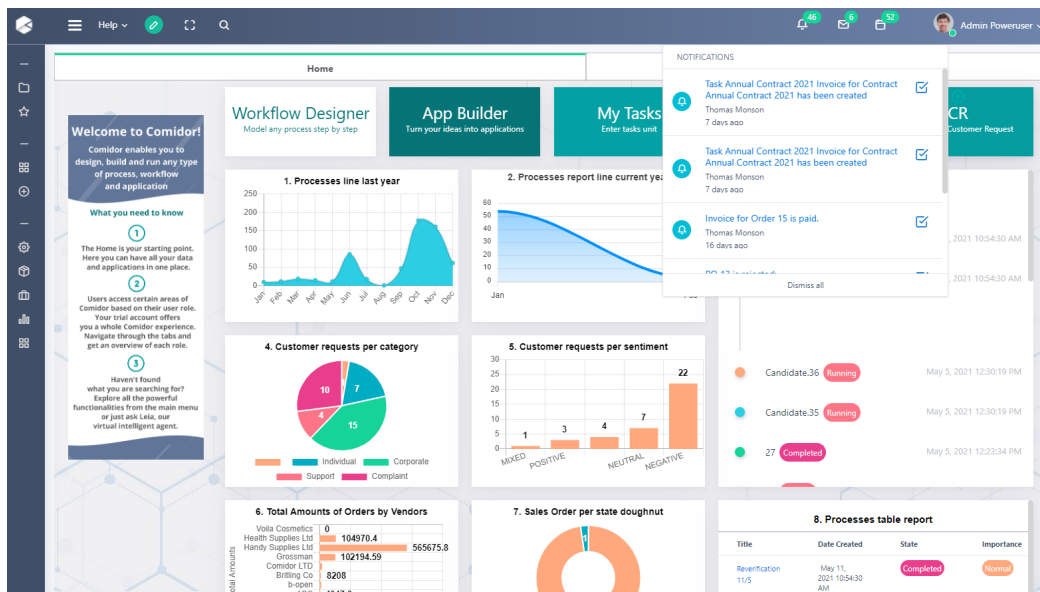 Help
46
6
52
Admin Poweruser
Home
NOTIFICATIONS
Task Annual Contract 2021 Invoice for Contract
Annual Contract 2021 has been created
Thomas Monson
7 days ago
Task Annual Contract 2021 Invoice for Contract
Annual Contract 2021 has been created
Thomas Monson
7 days ago
Invoice for Order 15 is paid.
Thomas Monson
16 days ago
Dismiss all
Welcome to Comidor!
Comidor enables you to
design, build and run any type
of process, workflow
and application
What you need to know
1
The Home is your starting point.
Here you can have all your data
and applications in one place.
2
Users access certain areas of
Comidor based on their user role.
Your trial account offers
you a whole Comidor experience.
Navigate through the tabs and
get an overview of each role.
3
Haven't found
what you are searching for?
Explore all the powerful
functionalities from the main menu
or just ask Leia, our
virtual intelligent agent.
Workflow Designer
Model any process step by step
App Builder
Turn your ideas into applications
My Tasks
Enter tasks unit
CR
Customer Request
1. Processes line last year
250
200
150
100
50
0
Jan Feb Mar Apr May Jun Jul Aug Sep Oct Nov Dec
2. Processes report line current yea
60
50
40
30
20
10
0
Jan
, 2021 10:54:30 AM
, 2021 10:54:30 AM
4. Customer requests per category
10
7
4
15
Individual
Corporate
Support
Complaint
5. Customer requests per sentiment
30
25
20
15
10
5
0
1
3
4
7
22
MIXED
POSITIVE
NEUTRAL
NEGATIVE
Candidate.36 Running May 5, 2021 12:30:19 PM
Candidate.35 Running May 5, 2021 12:30:19 PM
27 Completed May 5, 2021 12:23:34 PM
6. Total Amounts of Orders by Vendors
Voila Cosmetics 0
Health Supplies Ltd 104970.4
Handy Supplies Ltd 565675.8
Grossman 102194.59
Comidor LTD
Britling Co 8208
b-open
7. Sales Order per state doughnut
1
8. Processes table report
Title Date Created State Importance
Reverification
11/5
May 11,
2021 10:54:30
AM
Completed
Normal